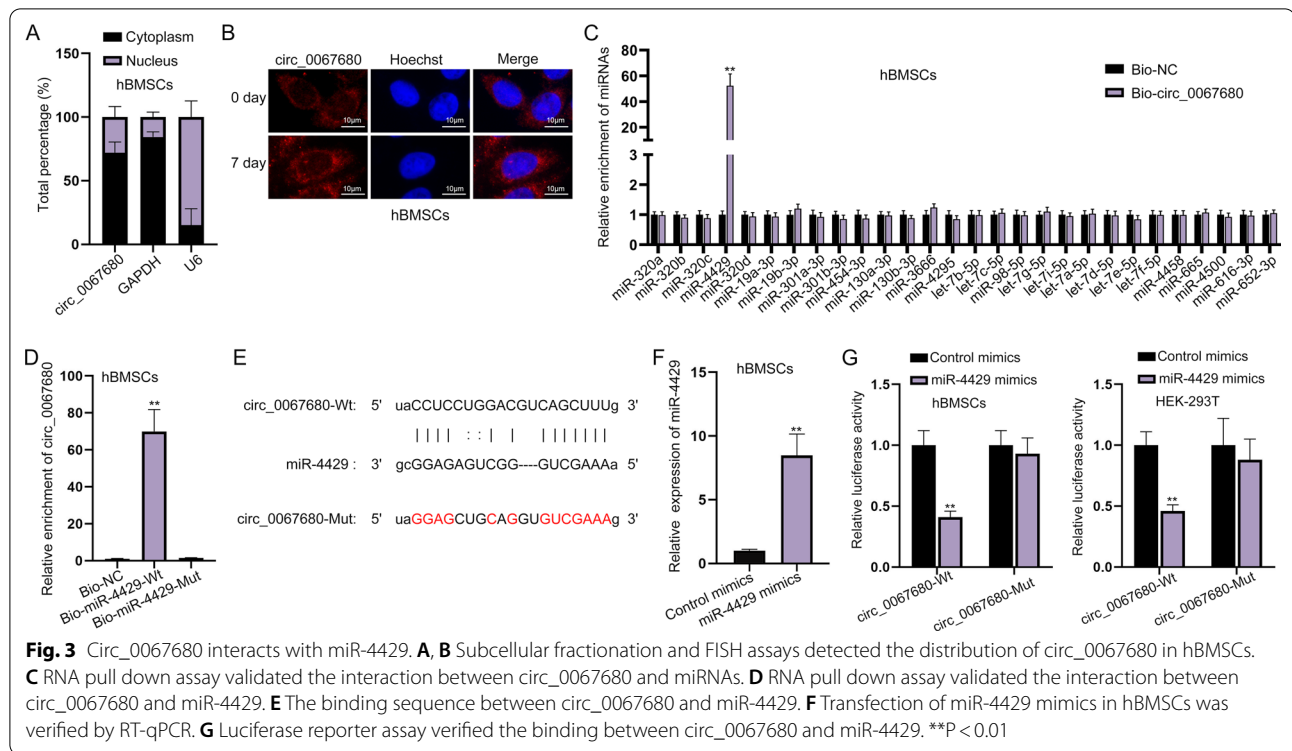 A
Cytoplasm
Nucleus
hBMSCs
Total percentage (%)
150
100
50
0
circ_0067680
GAPDH
U6
B
circ_0067680
Hoechst
Merge
0 day
10μm
10μm
10μm
7 day
10μm
10μm
10μm
hBMSCs
C
hBMSCs
Bio-NC
Bio-circ_0067680
Relative enrichment of miRNAs
80
60
40
20
3
2
1
0
**
miR-320a
miR-320b
miR-320c
miR-4429
miR-320d
miR-19a-3p
miR-19b-3p
miR-301a-3p
miR-301b-3p
miR-454-3p
miR-130a-3p
miR-130b-3p
miR-3666
miR-4295
let-7b-5p
let-7c-5p
miR-98-5p
let-7g-5p
let-7i-5p
let-7a-5p
let-7d-5p
let-7e-5p
let-7f-5p
miR-4458
miR-665
miR-4500
miR-616-3p
miR-652-3p
D
hBMSCs
Relative enrichment of circ_0067680
100
80
60
40
20
0
**
Bio-NC
Bio-miR-4429-Wt
Bio-miR-4429-Mut
E
circ_0067680-Wt: 5' uaCCUCCUGGACGUCAGCUUUg 3'
miR-4429 : 3' gcGGAGAGUCGG----GUCGAAAa 5'
circ_0067680-Mut: 5' uaGGAGCUGCAGGUGUCGAAAg 3'
F
hBMSCs
Relative expression of miR-4429
15
10
5
0
**
Control mimics
miR-4429 mimics
G
Control mimics
miR-4429 mimics
hBMSCs
Relative luciferase activity
1.5
1.0
0.5
0.0
**
circ_0067680-Wt
circ_0067680-Mut
Control mimics
miR-4429 mimics
HEK-293T
Relative luciferase activity
1.5
1.0
0.5
0.0
**
circ_0067680-Wt
circ_0067680-Mut
Fig. 3 Circ_0067680 interacts with miR-4429. A, B Subcellular fractionation and FISH assays detected the distribution of circ_0067680 in hBMSCs.
C RNA pull down assay validated the interaction between circ_0067680 and miRNAs. D RNA pull down assay validated the interaction between
circ_0067680 and miR-4429. E The binding sequence between circ_0067680 and miR-4429. F Transfection of miR-4429 mimics in hBMSCs was
verified by RT-qPCR. G Luciferase reporter assay verified the binding between circ_0067680 and miR-4429. **P < 0.01